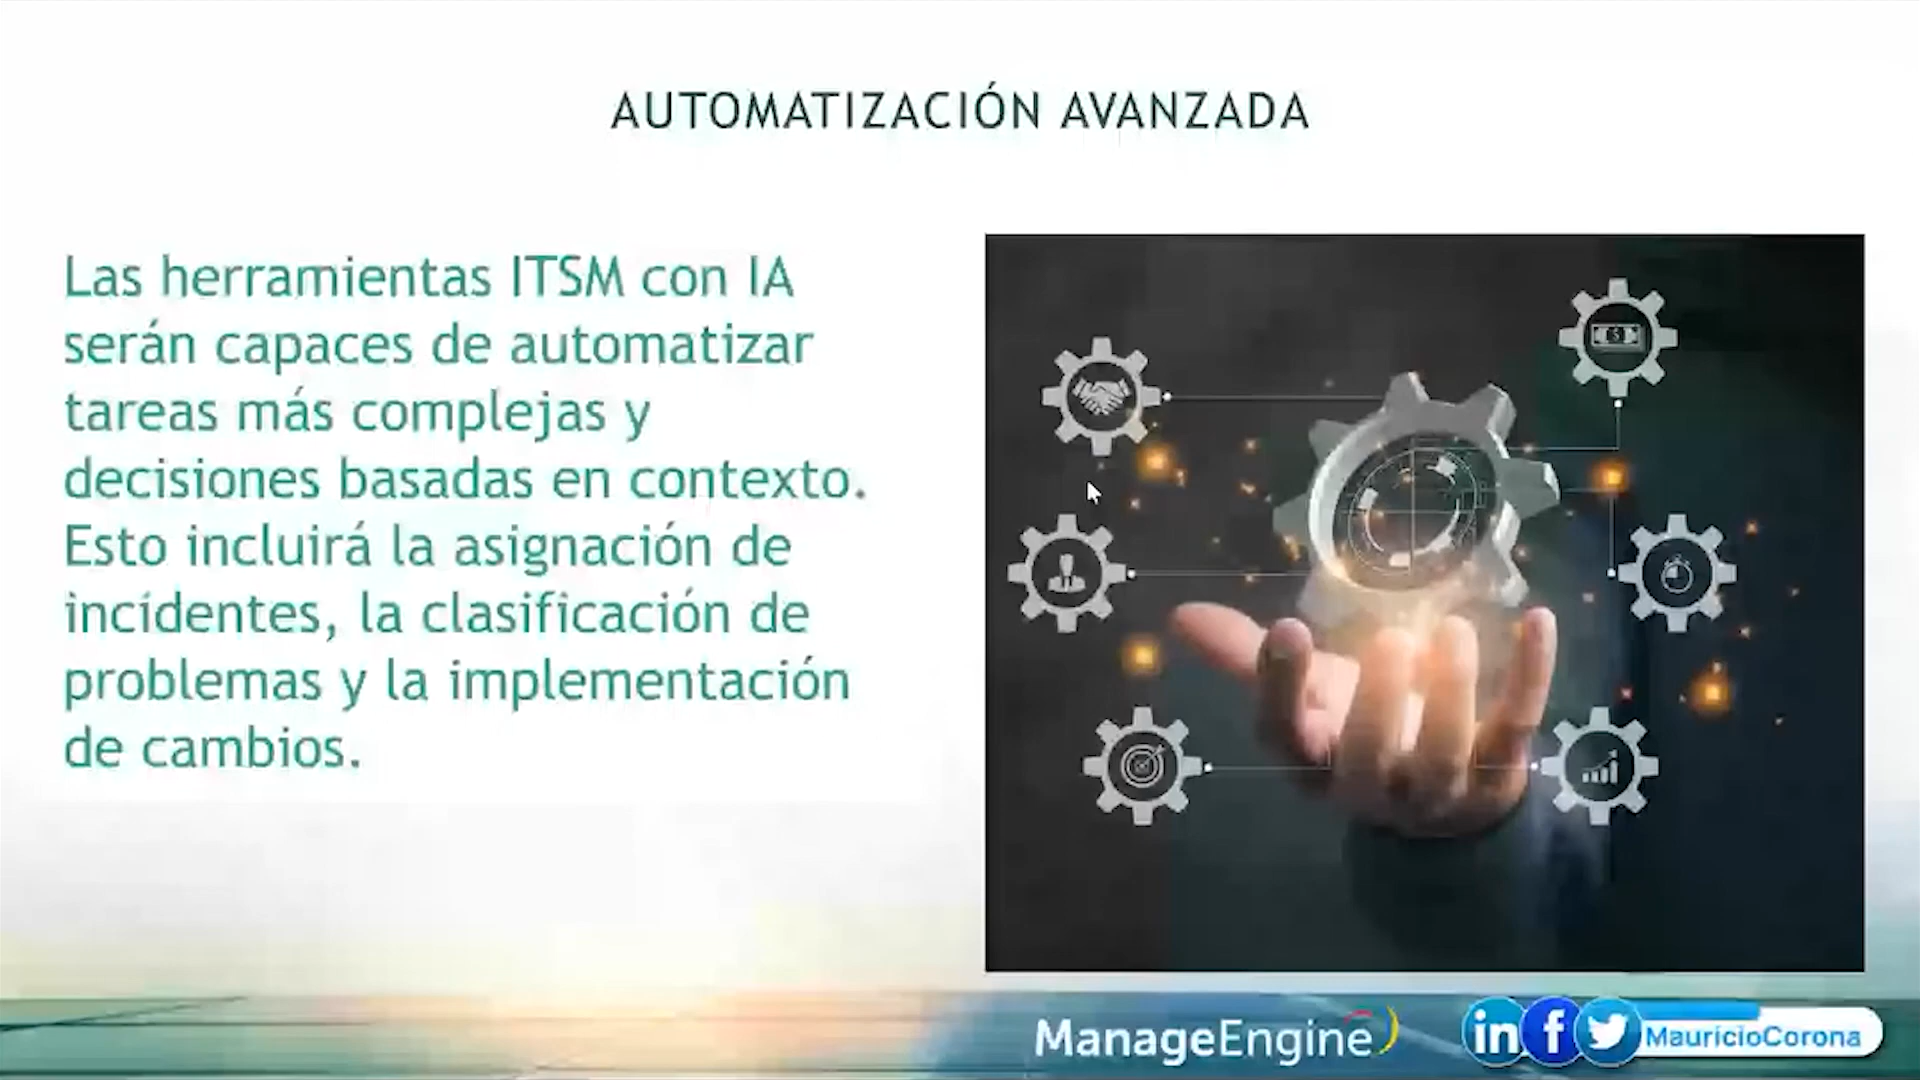 AUTOMATIZACIÓN AVANZADA
Las herramientas ITSM con IA
serán capaces de automatizar
tareas más complejas y
decisiones basadas en contexto.
Esto incluirá la asignación de
incidentes, la clasificación de
problemas y la implementación
de cambios.
ManageEngine
in f MauricioCorona